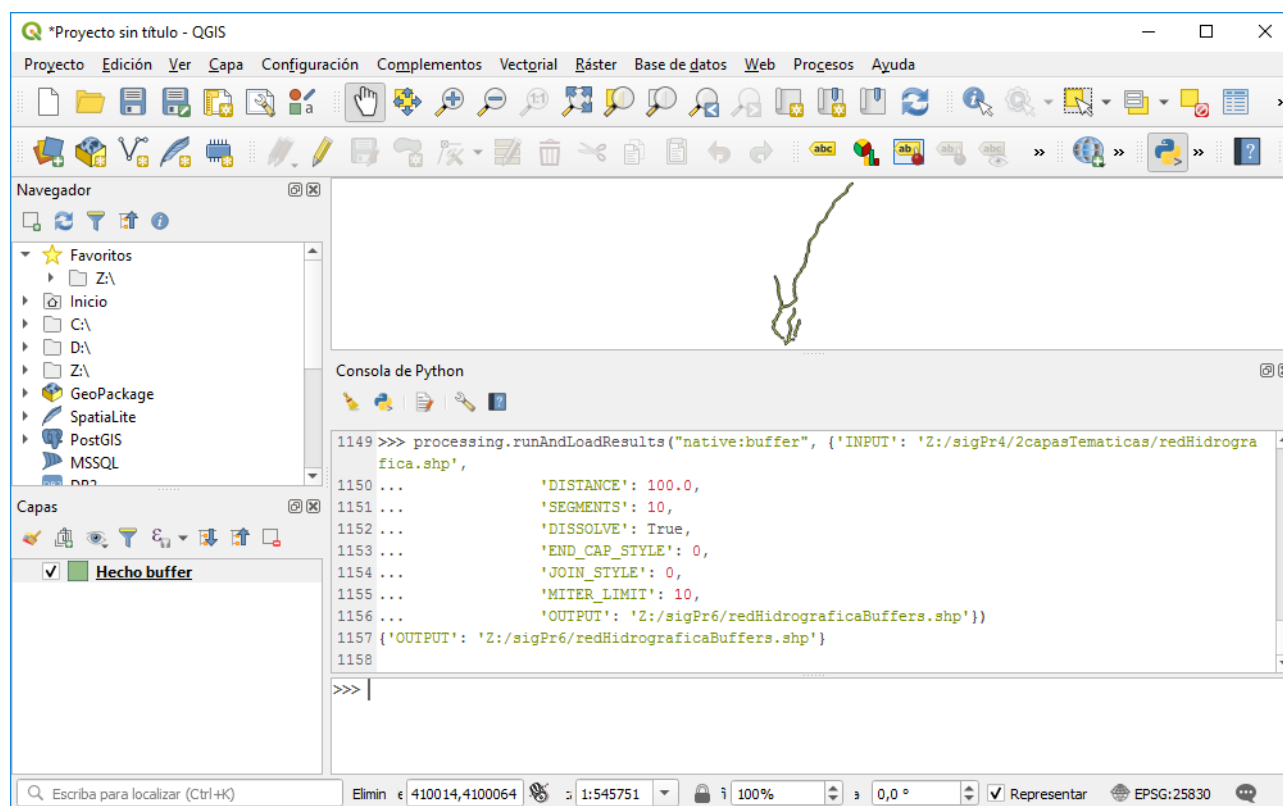 *Proyecto sin título - QGIS
Proyecto Edición Ver Capa Configuración Complementos Vectorial Ráster Base de datos Web Procesos Ayuda
Navegador
Favoritos
Z:\
Inicio
C:\
D:\
Z:\
GeoPackage
SpatiaLite
PostGIS
MSSQL
DB2
Capas
Hecho buffer
Consola de Python
1149 >>> processing.runAndLoadResults("native:buffer", {'INPUT': 'Z:/sigPr4/2capasTematicas/redHidrogra
fica.shp',
1150 ... 'DISTANCE': 100.0,
1151 ... 'SEGMENTS': 10,
1152 ... 'DISSOLVE': True,
1153 ... 'END_CAP_STYLE': 0,
1154 ... 'JOIN_STYLE': 0,
1155 ... 'MITER_LIMIT': 10,
1156 ... 'OUTPUT': 'Z:/sigPr6/redHidrograficaBuffers.shp'})
1157 {'OUTPUT': 'Z:/sigPr6/redHidrograficaBuffers.shp'}
1158
>>>
Escriba para localizar (Ctrl+K) Elimin 410014,4100064 1:545751 100% 0,0 ° Representar EPSG:25830